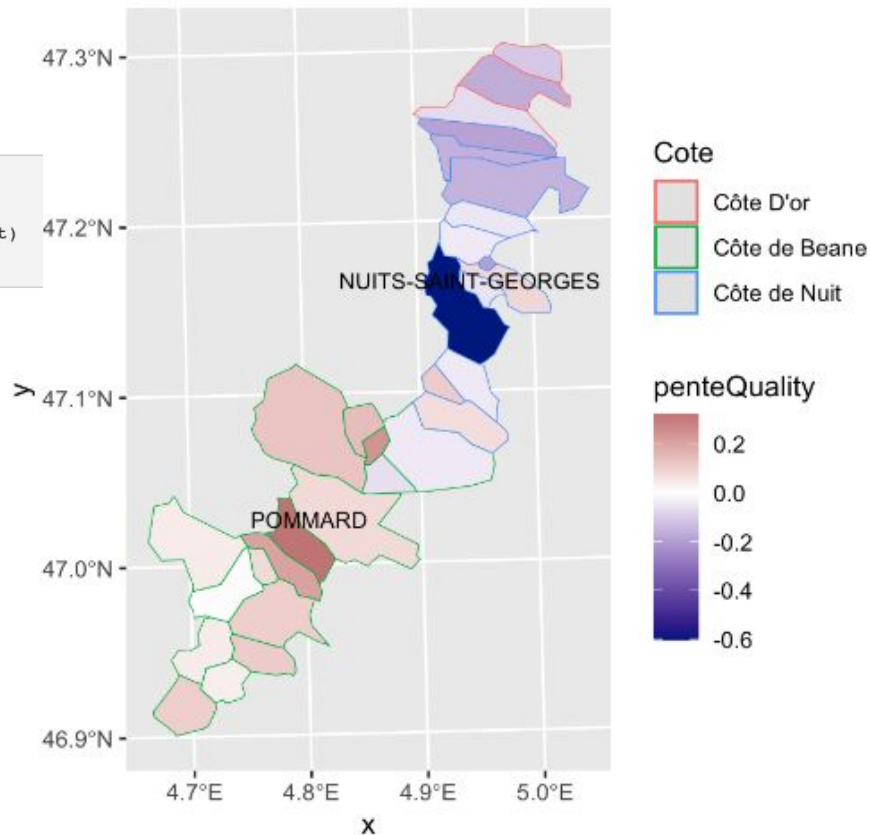 t)
47.3°N
47.2°N
47.1°N
47.0°N
46.9°N
y
NUITS-SAINT-GEORGES
POMMARD
4.7°E 4.8°E 4.9°E 5.0°E
x
Cote
Côte D'or
Côte de Beane
Côte de Nuit
penteQuality
0.2
0.0
-0.2
-0.4
-0.6